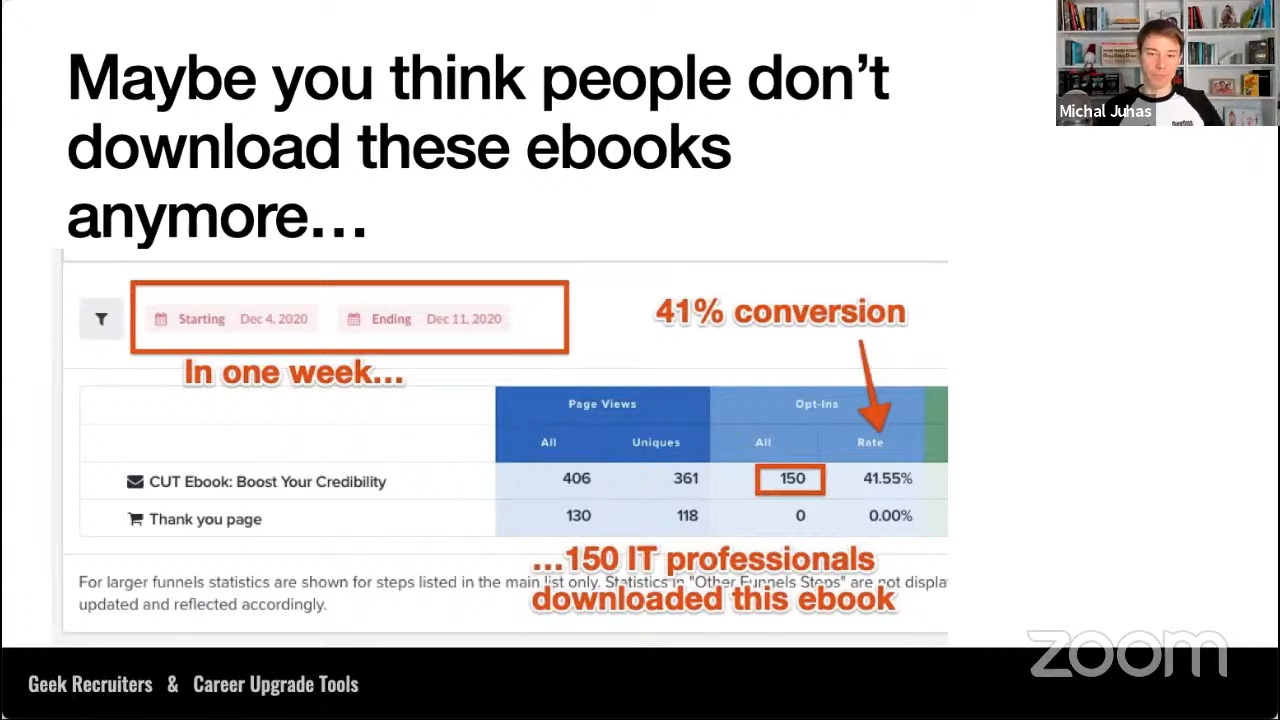 Maybe you think people don’t
download these ebooks
anymore…
Michal Juhas
Starting Dec 4, 2020 Ending Dec 11, 2020
41% conversion
In one week...
Page Views Opt-Ins
All Uniques All Rate
CUT Ebook: Boost Your Credibility 406 361 150 41.55%
Thank you page 130 118 0 0.00%
...150 IT professionals
downloaded this ebook
For larger funnels statistics are shown for steps listed in the main list only. Statistics in "Other Funnels Steps" are not displa
updated and reflected accordingly.
zoom
Geek Recruiters & Career Upgrade Tools